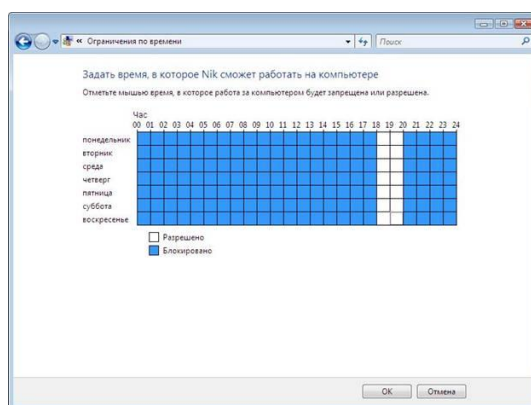 « Ограничения по времени
Поиск
Задать время, в которое Nik сможет работать на компьютере
Отметьте мышью время, в которое работа за компьютером будет запрещена или разрешена.
Час
00 01 02 03 04 05 06 07 08 09 10 11 12 13 14 15 16 17 18 19 20 21 22 23 24
понедельник
вторник
среда
четверг
пятница
суббота
воскресенье
Разрешено
Блокировано
ОК Отмена